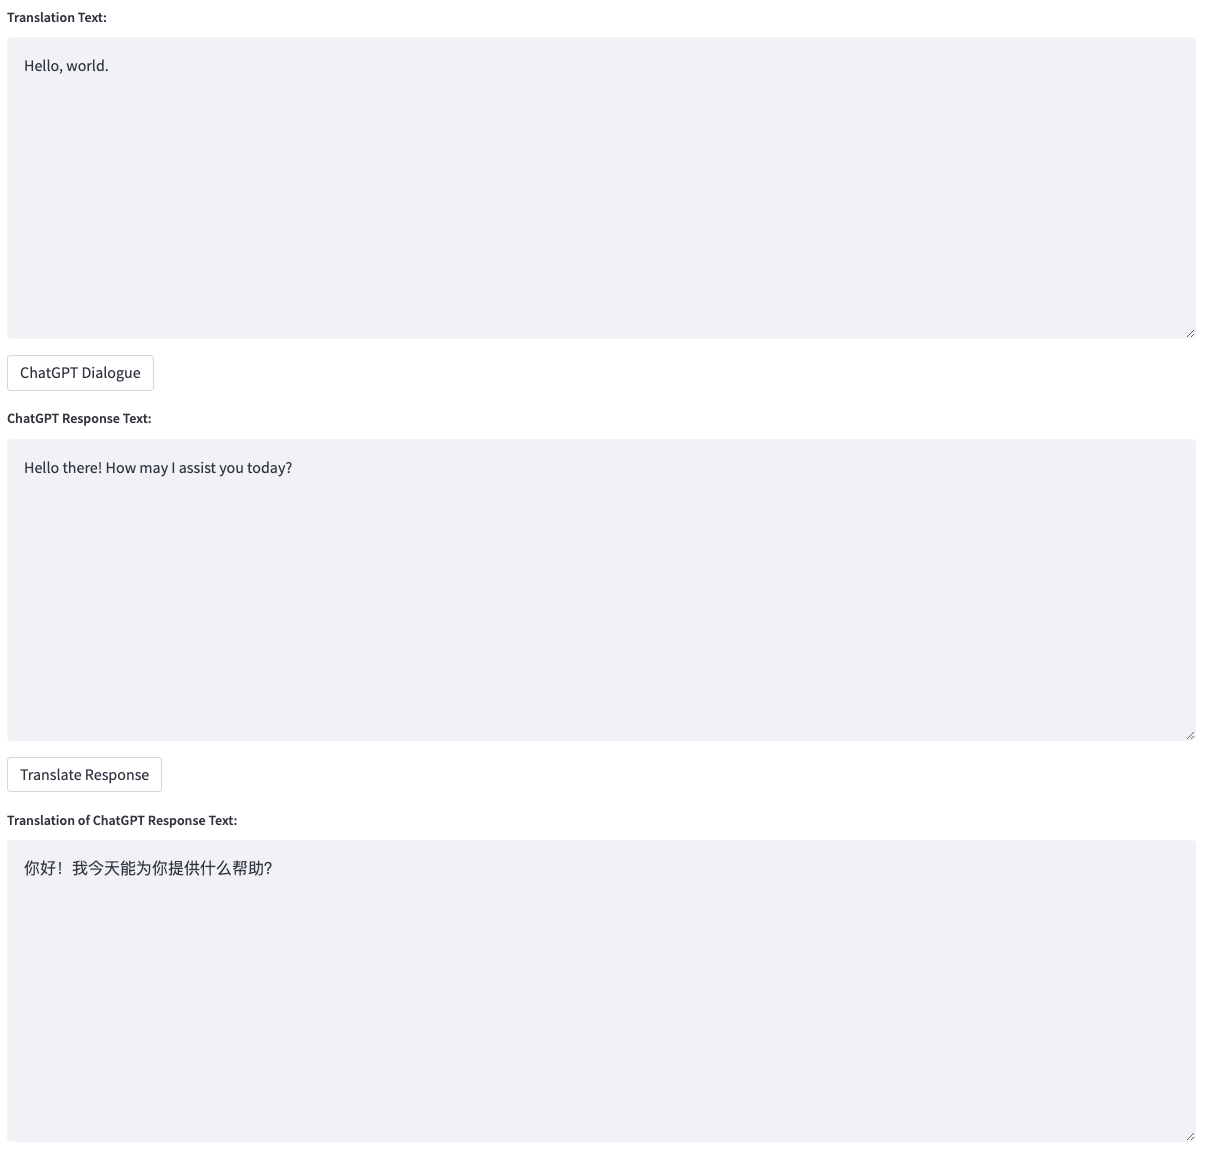 Translation Text:
Hello, world.
ChatGPT Dialogue
ChatGPT Response Text:
Hello there! How may I assist you today?
Translate Response
Translation of ChatGPT Response Text:
你好！我今天能为你提供什么帮助?